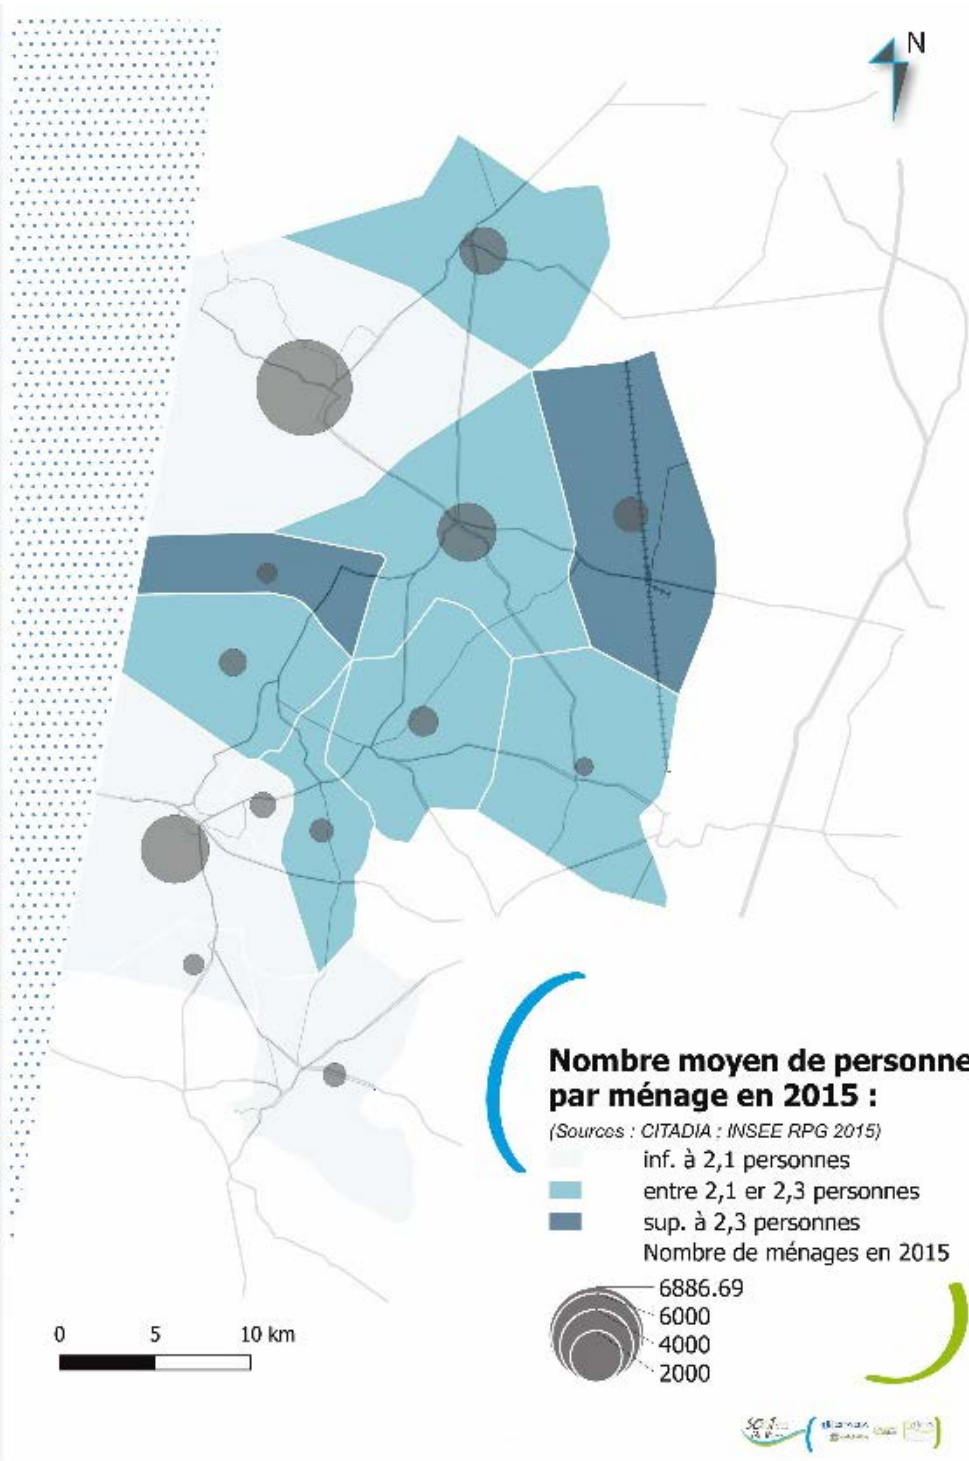 N
Nombre moyen de personne
par ménage en 2015 :
(Sources : CITADIA ; INSEE RPG 2015)
inf. à 2,1 personnes
entre 2,1 er 2,3 personnes
sup. à 2,3 personnes
Nombre de ménages en 2015
6886.69
6000
4000
2000
0 5 10 km